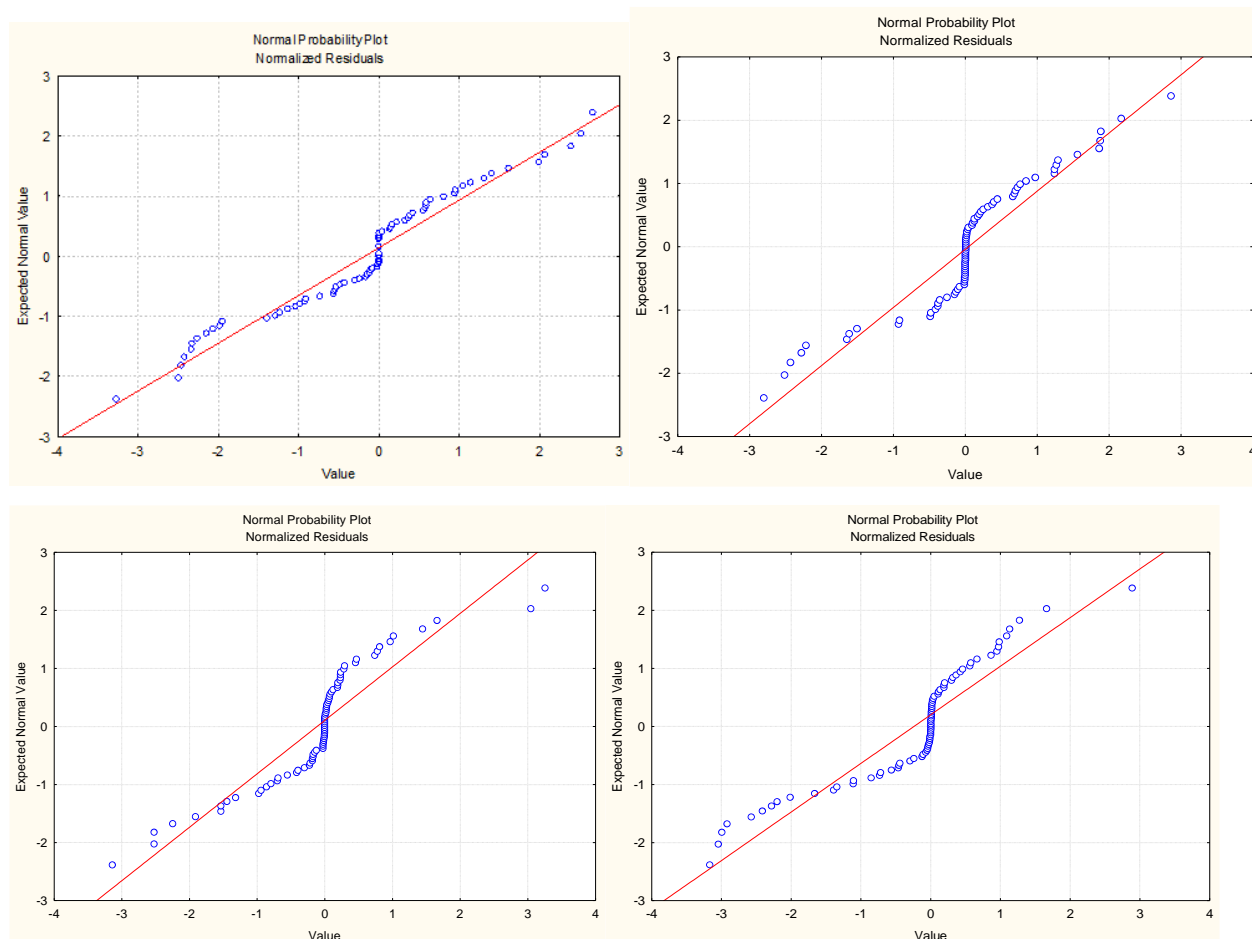 Normal Probability Plot
Normalized Residuals
3
2
1
0
-1
-2
-3
Expected Normal Value
-4 -3 -2 -1 0 1 2 3
Value
Normal Probability Plot
Normalized Residuals
3
2
1
0
-1
-2
-3
Expected Normal Value
-4 -3 -2 -1 0 1 2 3 4
Value
Normal Probability Plot
Normalized Residuals
3
2
1
0
-1
-2
-3
Expected Normal Value
-4 -3 -2 -1 0 1 2 3 4
Value
Normal Probability Plot
Normalized Residuals
3
2
1
0
-1
-2
-3
Expected Normal Value
-4 -3 -2 -1 0 1 2 3 4
Value